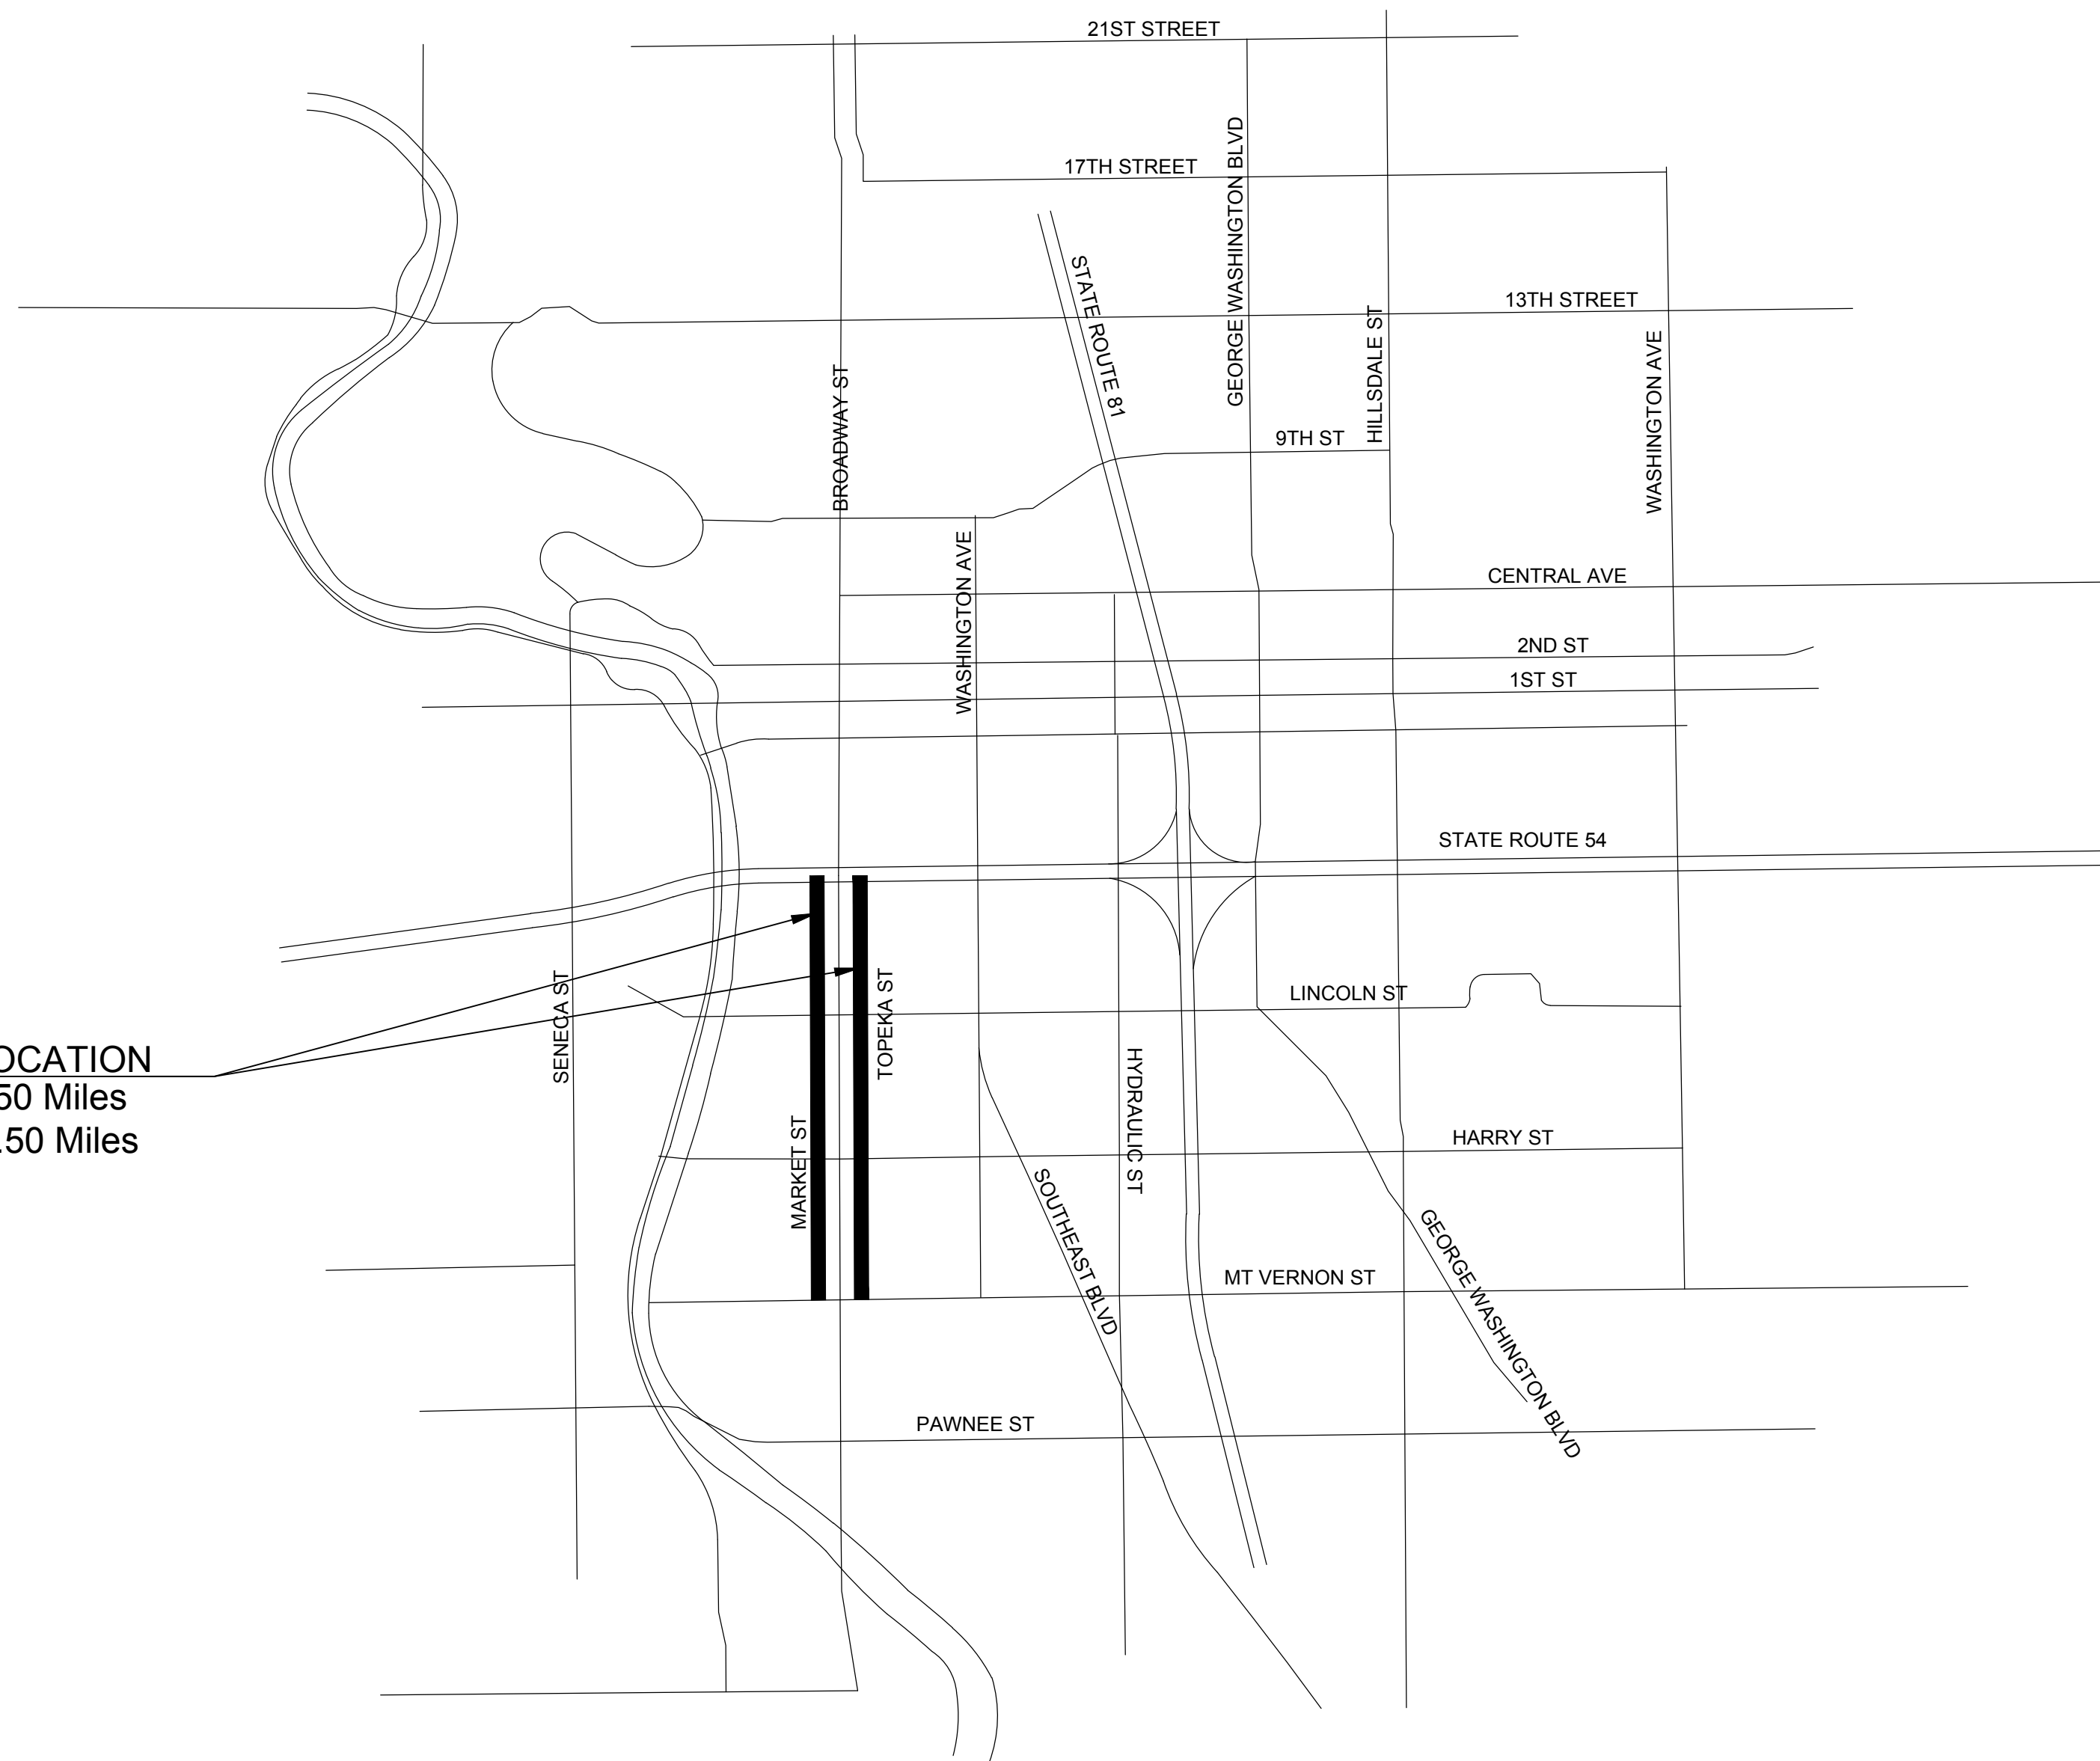 21ST STREET
17TH STREET
GEORGE WASHINGTON BLVD
STATE ROUTE 81
13TH STREET
HILLSDALE ST
WASHINGTON AVE
BROADWAY ST
9TH ST
WASHINGTON AVE
CENTRAL AVE
2ND ST
1ST ST
STATE ROUTE 54
SENECA ST
TOPEKA ST
LINCOLN ST
OCATION
50 Miles
.50 Miles
HYDRAULIC ST
MARKET ST
HARRY ST
SOUTHEAST BLVD
GEORGE WASHINGTON BLVD
MT VERNON ST
PAWNEE ST